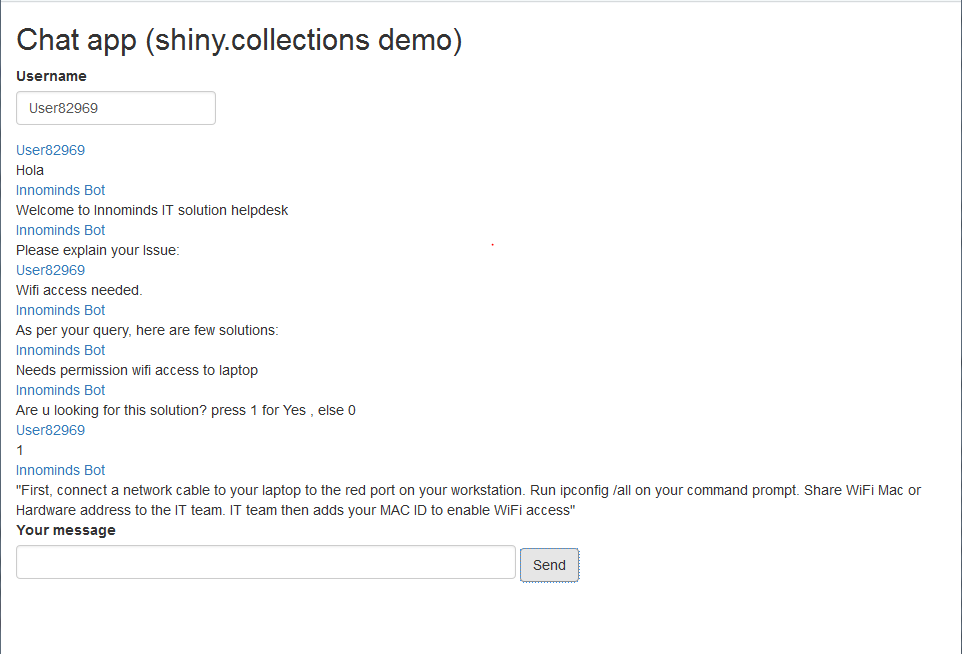 Chat app (shiny.collections demo)
Username
User82969
User82969
Hola
Innominds Bot
Welcome to Innominds IT solution helpdesk
Innominds Bot
Please explain your Issue:
User82969
Wifi access needed.
Innominds Bot
As per your query, here are few solutions:
Innominds Bot
Needs permission wifi access to laptop
Innominds Bot
Are u looking for this solution? press 1 for Yes , else 0
User82969
1
Innominds Bot
"First, connect a network cable to your laptop to the red port on your workstation. Run ipconfig /all on your command prompt. Share WiFi Mac or
Hardware address to the IT team. IT team then adds your MAC ID to enable WiFi access"
Your message
Send